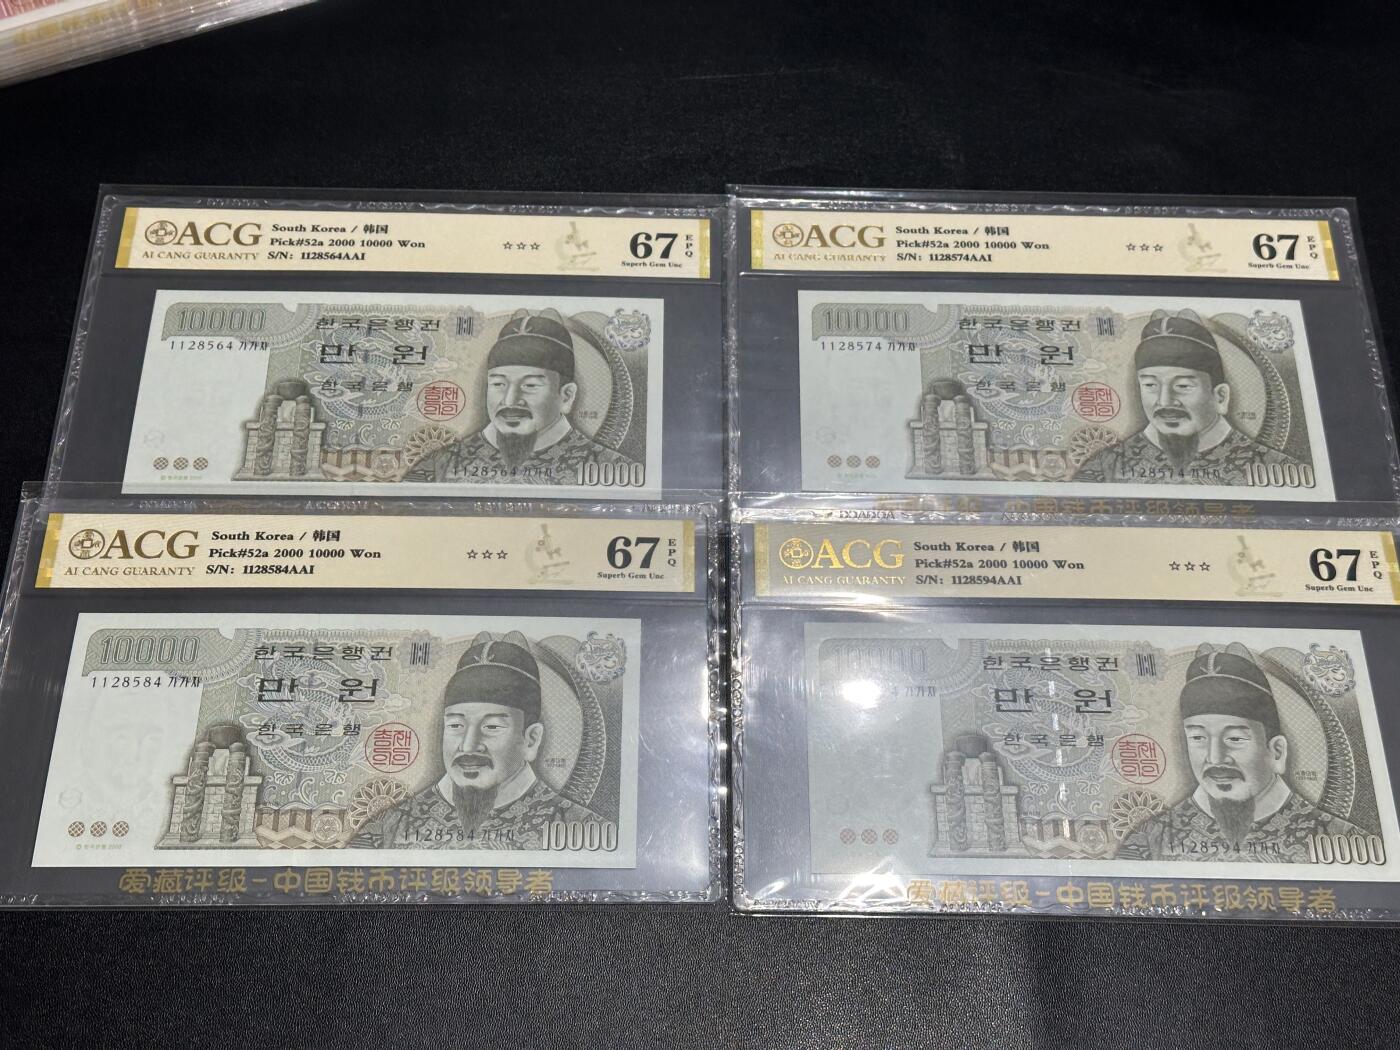 ACG
AI CANG GUARANTY
South Korea / 韩国
Pick#52a 2000 10000 Won
S/N: 1128564AAI
☆☆☆
67
EPQ
Superb Gem Unc
10000
한국은행권
1128564 가가자
만 원
한국은행
1128564 가가자
10000
ACG
AI CANG GUARANTY
South Korea / 韩国
Pick#52a 2000 10000 Won
S/N: 1128574AAI
☆☆☆
67
EPQ
Superb Gem Unc
10000
한국은행권
1128574 가가자
만 원
한국은행
1128574 가가자
10000
ACG
AI CANG GUARANTY
South Korea / 韩国
Pick#52a 2000 10000 Won
S/N: 1128584AAI
☆☆☆
67
EPQ
Superb Gem Unc
10000
한국은행권
1128584 가가자
만 원
한국은행
1128584 가가자
10000
爱藏评级-中国钱币评级领导者
ACG
AI CANG GUARANTY
South Korea / 韩国
Pick#52a 2000 10000 Won
S/N: 1128594AAI
☆☆☆
67
EPQ
Superb Gem Unc
10000
한국은행권
4 가가자
만 원
한국은행
1128594 가가자
10000
爱藏评级-中国钱币评级领导者